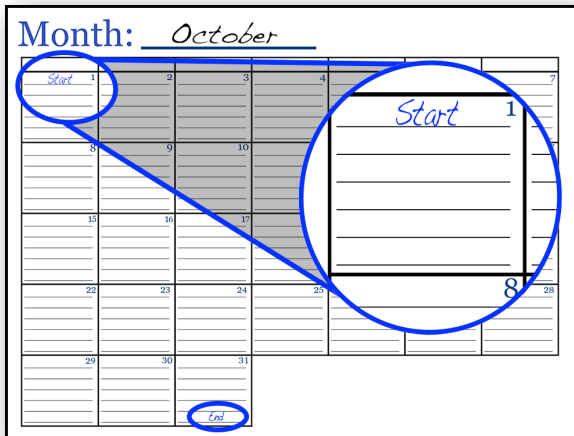 Month: October
Start 1 2 3 4 7
Start 1
8 9 10
15 16 17
8
22 23 24 25 28
29 30 31
End